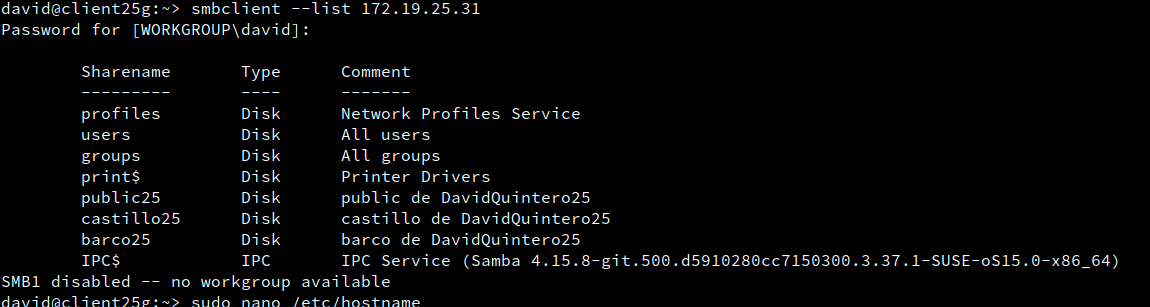 david@client25g:~> smbclient --list 172.19.25.31
Password for [WORKGROUP\david]:
Sharename Type Comment
--------- ---- -------
profiles Disk Network Profiles Service
users Disk All users
groups Disk All groups
print$ Disk Printer Drivers
public25 Disk public de DavidQuintero25
castillo25 Disk castillo de DavidQuintero25
barco25 Disk barco de DavidQuintero25
IPC$ IPC IPC Service (Samba 4.15.8-git.500.d5910280cc7150300.3.37.1-SUSE-oS15.0-x86_64)
SMB1 disabled -- no workgroup available
david@client25g:~> sudo nano /etc/hostname